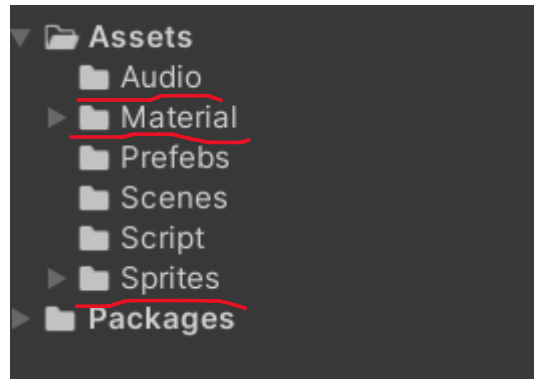 Assets
Audio
Material
Prefebs
Scenes
Script
Sprites
Packages